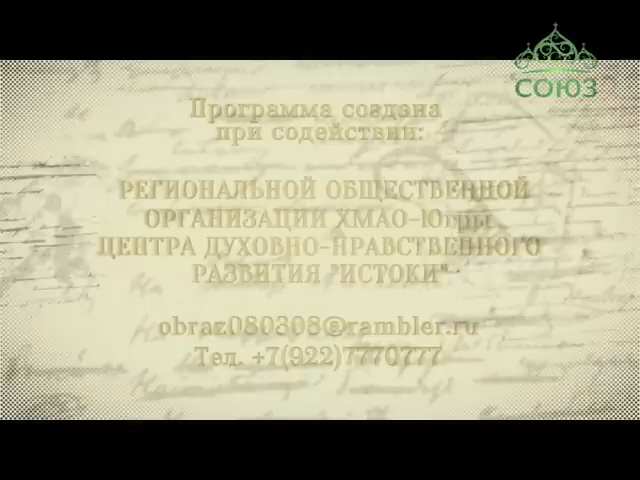 СОЮЗ
Программа создана
при содействии:
РЕГИОНАЛЬНОЙ ОБЩЕСТВЕННОЙ
ОРГАНИЗАЦИИ ХМАО-Югры
ЦЕНТРА ДУХОВНО-НРАВСТВЕННОГО
РАЗВИТИЯ "ИСТОКИ"
obraz080308@rambler.ru
Тел. +7(922)7770777